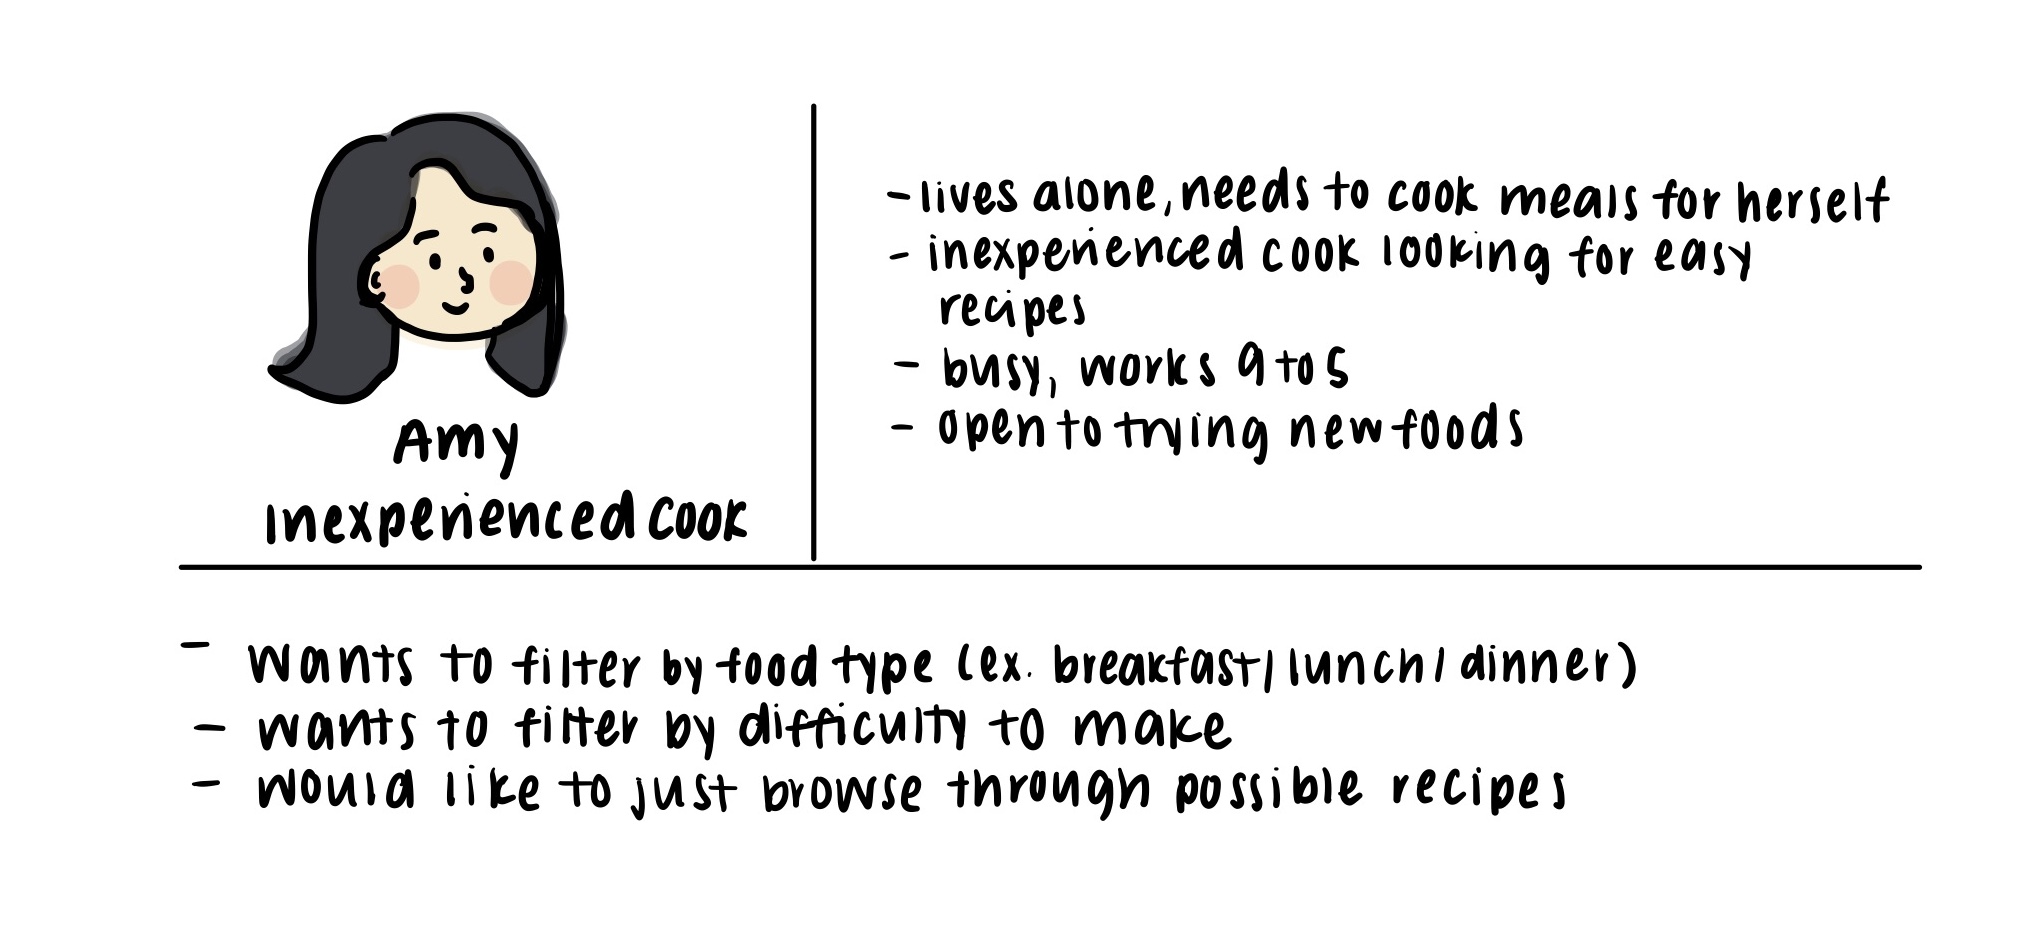 Amy
inexperienced cook
- lives alone, needs to cook meals for herself
- inexperienced cook looking for easy
recipes
- busy, works 9 to 5
- open to trying new foods
- wants to filter by food type (ex. breakfast/lunch/dinner)
- wants to filter by difficulty to make
- would like to just browse through possible recipes